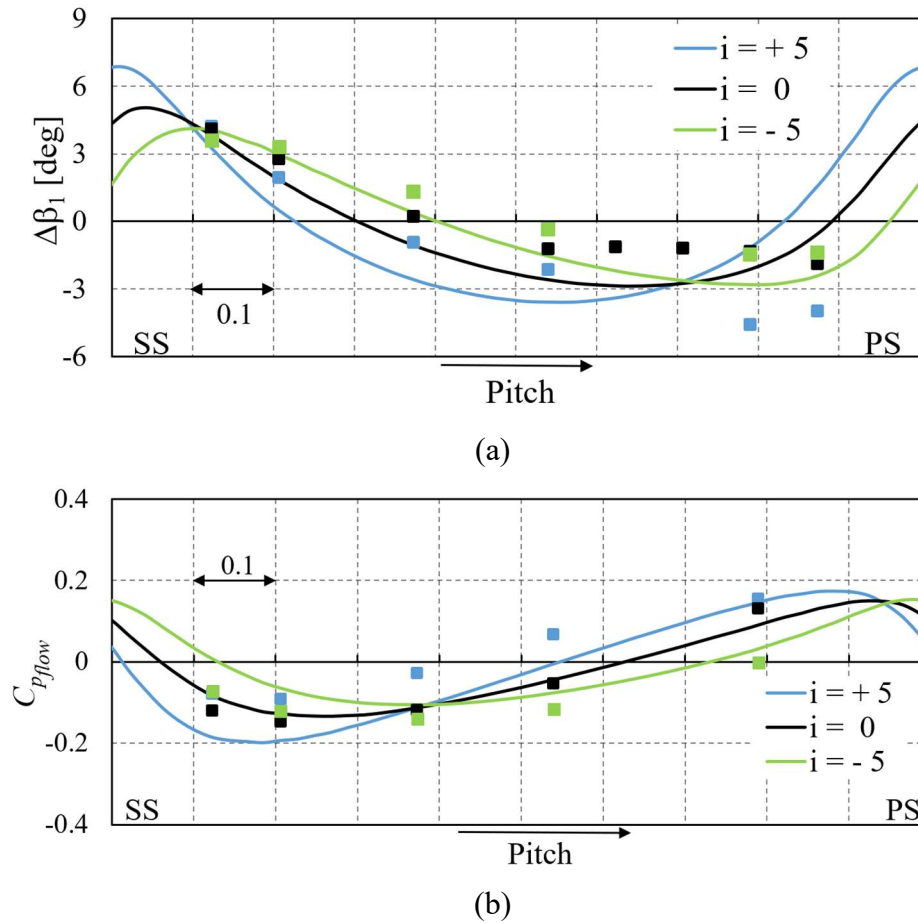 9
6
3
0
-3
-6
Δβ1 [deg]
i = + 5
i = 0
i = - 5
0.1
SS
PS
Pitch
(a)
0.4
0.2
0
-0.2
-0.4
Cpflow
0.1
i = + 5
i = 0
i = - 5
SS
PS
Pitch
(b)